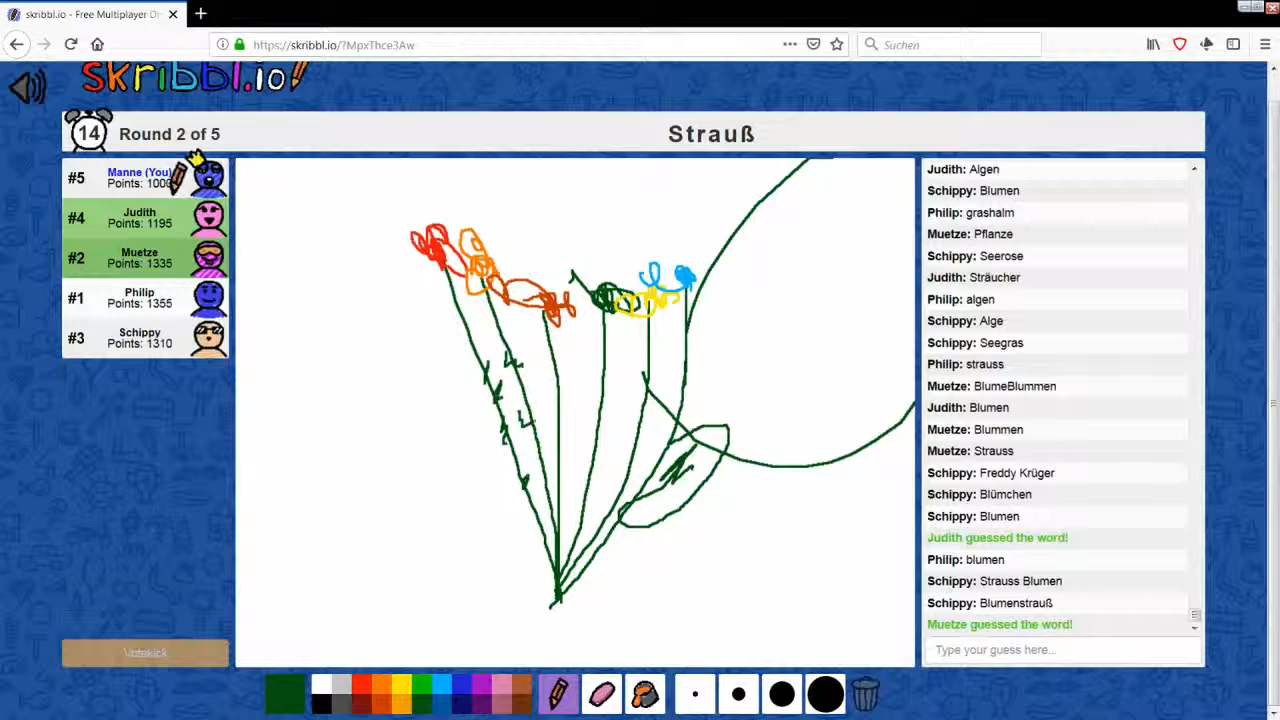 skribbl.io - Free Multiplayer Dr
https://skribbl.io/?MpxThce3Aw
Suchen
skribbl.io
14
Round 2 of 5
Strauß
#5
Manne (You)
Points: 1000
#4
Judith
Points: 1195
#2
Muetze
Points: 1335
#1
Philip
Points: 1355
#3
Schippy
Points: 1310
Votekick
Judith: Algen
Schippy: Blumen
Philip: grashalm
Muetze: Pflanze
Schippy: Seerose
Judith: Sträucher
Philip: algen
Schippy: Alge
Schippy: Seegras
Philip: strauss
Muetze: BlumeBlummen
Judith: Blumen
Muetze: Blummen
Muetze: Strauss
Schippy: Freddy Krüger
Schippy: Blümchen
Schippy: Blumen
Judith guessed the word!
Philip: blumen
Schippy: Strauss Blumen
Schippy: Blumenstrauß
Muetze guessed the word!
Type your guess here...